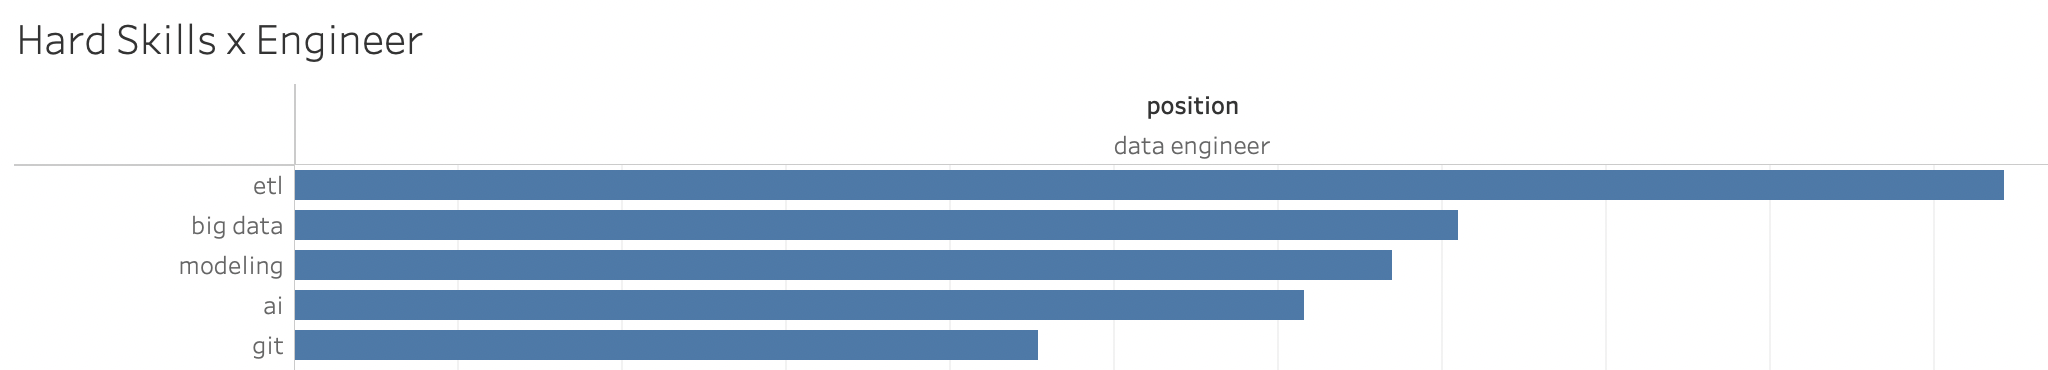 Hard Skills x Engineer
position
data engineer
etl
big data
modeling
ai
git